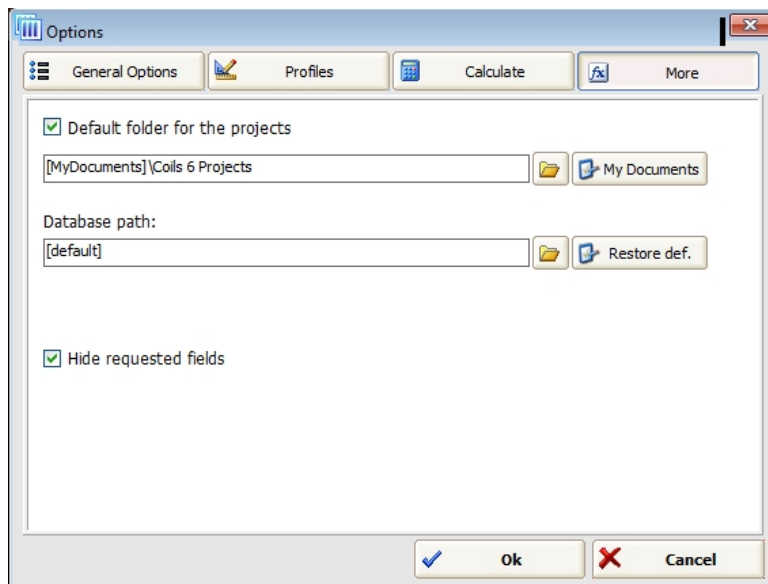 Options
General Options
Profiles
Calculate
fx
More
Default folder for the projects
[MyDocuments]\Coils 6 Projects
My Documents
Database path:
[default]
Restore def.
Hide requested fields
Ok
Cancel